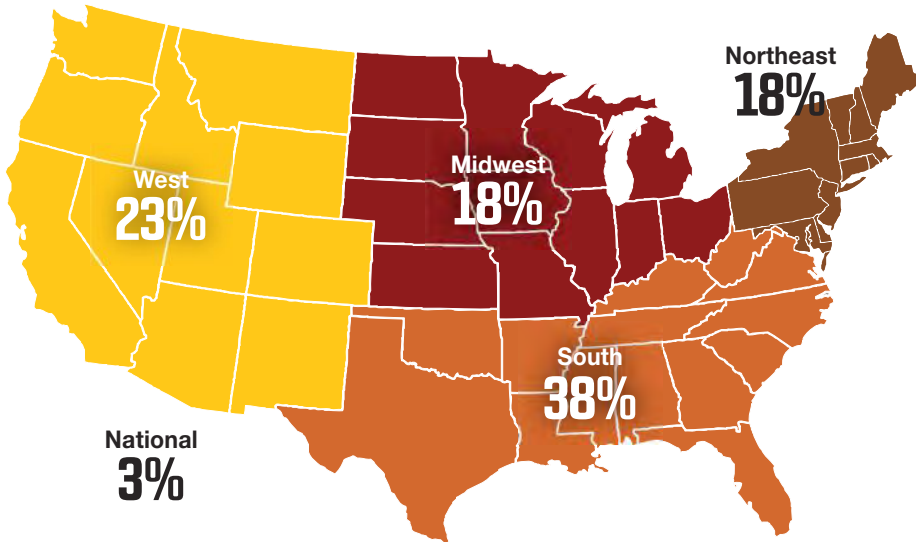 Northeast
18%
Midwest
18%
West
23%
South
38%
National
3%